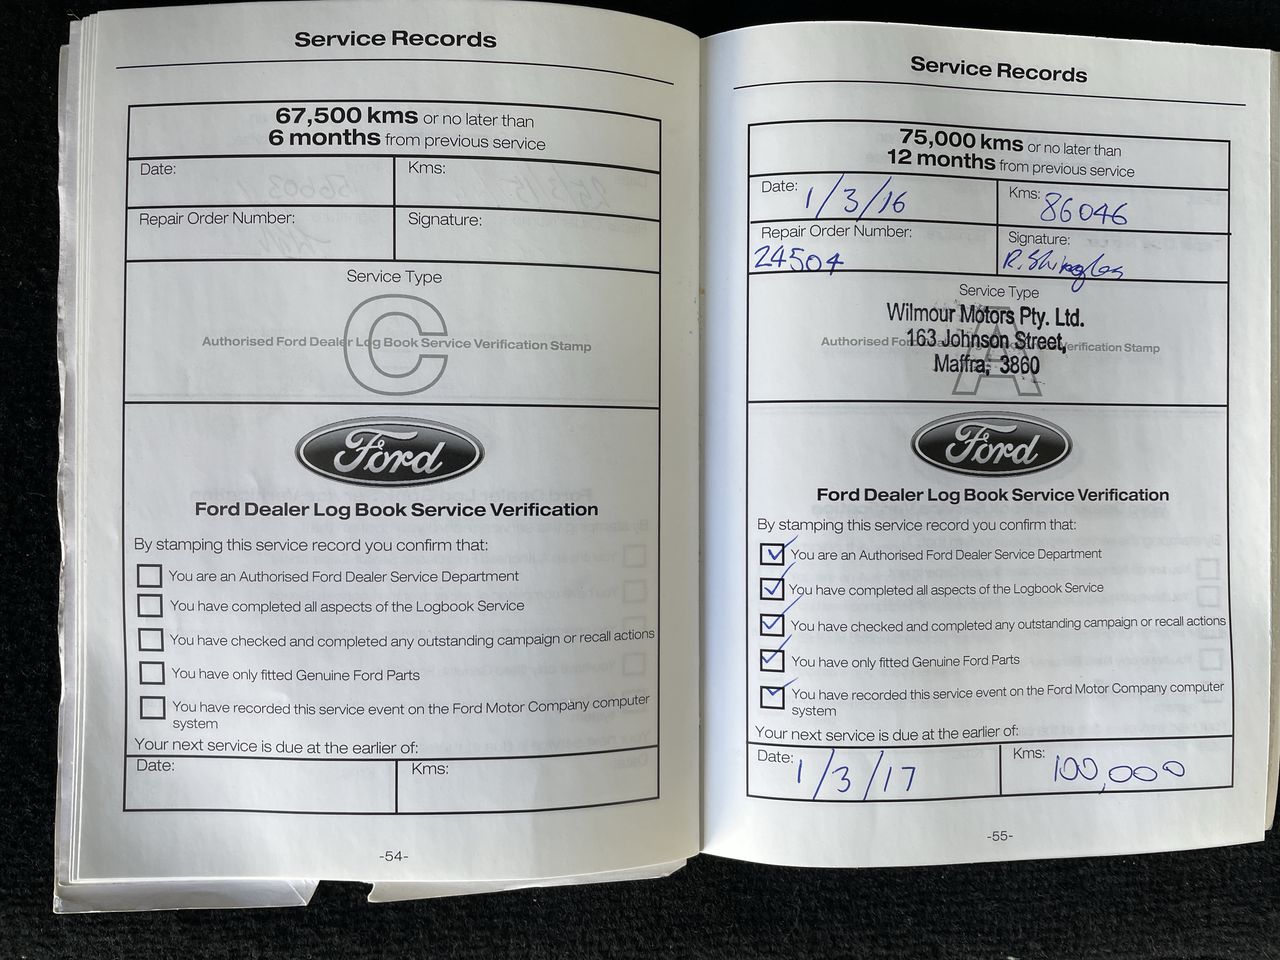 Service Records
67,500 kms or no later than
6 months from previous service
Date:
Kms:
Repair Order Number:
Signature:
Service Type
C
Authorised Ford Dealer Log Book Service Verification Stamp
Ford
Ford Dealer Log Book Service Verification
By stamping this service record you confirm that:
You are an Authorised Ford Dealer Service Department
You have completed all aspects of the Logbook Service
You have checked and completed any outstanding campaign or recall actions
You have only fitted Genuine Ford Parts
You have recorded this service event on the Ford Motor Company computer
system
Your next service is due at the earlier of:
Date:
Kms:
-54-
Service Records
75,000 kms or no later than
12 months from previous service
Date: 1/3/16
Kms: 86046
Repair Order Number:
24504
Signature:
R. Shingles
Service Type
Wilmour Motors Pty. Ltd.
A
Authorised Fo erification Stamp
163 Johnson Street,
Maffra, 3860
Ford
Ford Dealer Log Book Service Verification
By stamping this service record you confirm that:
You are an Authorised Ford Dealer Service Department
You have completed all aspects of the Logbook Service
You have checked and completed any outstanding campaign or recall actions
You have only fitted Genuine Ford Parts
You have recorded this service event on the Ford Motor Company computer
system
Your next service is due at the earlier of:
Date: 1/3/17
Kms: 100,000
-55-